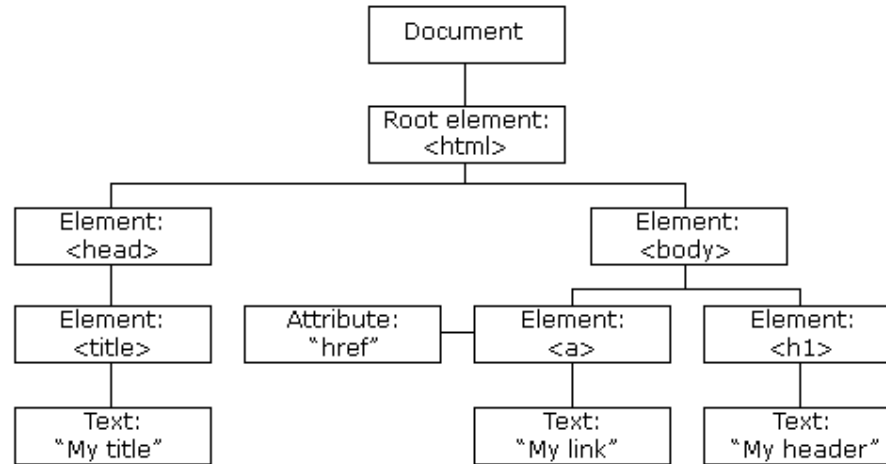 Document
Root element:
<html>
Element:
<head>
Element:
<body>
Element:
<title>
Attribute:
"href"
Element:
<a>
Element:
<h1>
Text:
"My title"
Text:
"My link"
Text:
"My header"